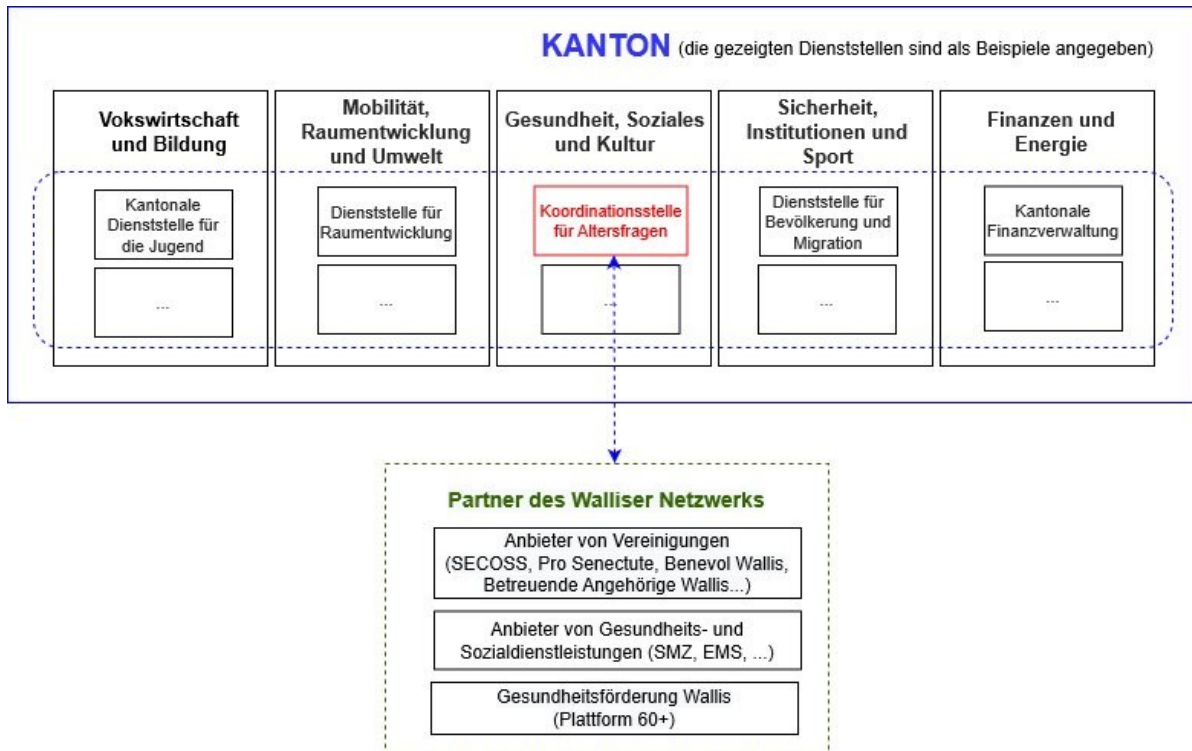 KANTON (die gezeigten Dienststellen sind als Beispiele angegeben)
Vokswirtschaft
und Bildung
Kantonale
Dienststelle für
die Jugend
...
Mobilität,
Raumentwicklung
und Umwelt
Dienststelle für
Raumentwicklung
...
Gesundheit, Soziales
und Kultur
Koordinationsstelle
für Altersfragen
...
Sicherheit,
Institutionen und
Sport
Dienststelle für
Bevölkerung und
Migration
...
Finanzen und
Energie
Kantonale
Finanzverwaltung
...
Partner des Walliser Netzwerks
Anbieter von Vereinigungen
(SECOSS, Pro Senectute, Benevol Wallis,
Betreuende Angehörige Wallis...)
Anbieter von Gesundheits- und
Sozialdienstleistungen (SMZ, EMS, ...)
Gesundheitsförderung Wallis
(Plattform 60+)